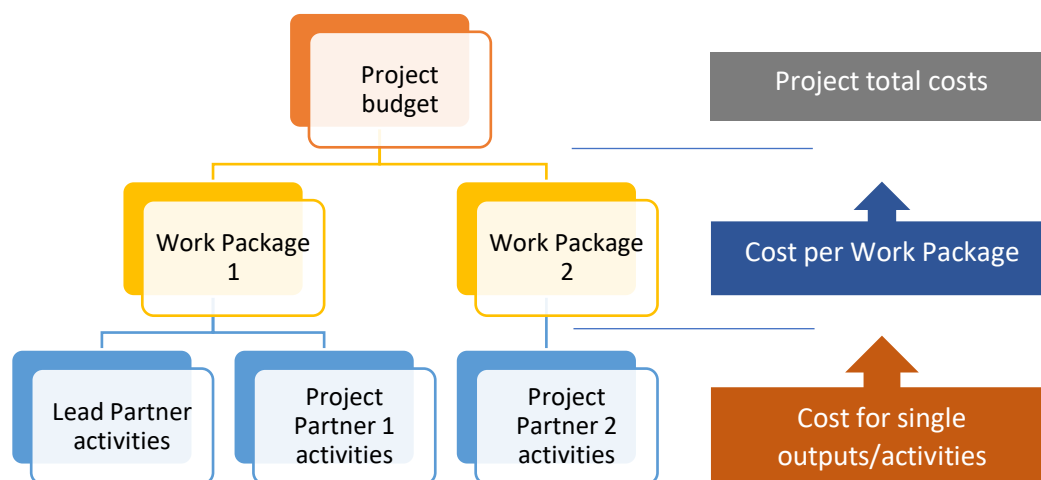 Project
budget
Project total costs
Work Package
1
Work Package
2
Cost per Work Package
Lead Partner
activities
Project
Partner 1
activities
Project
Partner 2
activities
Cost for single
outputs/activities